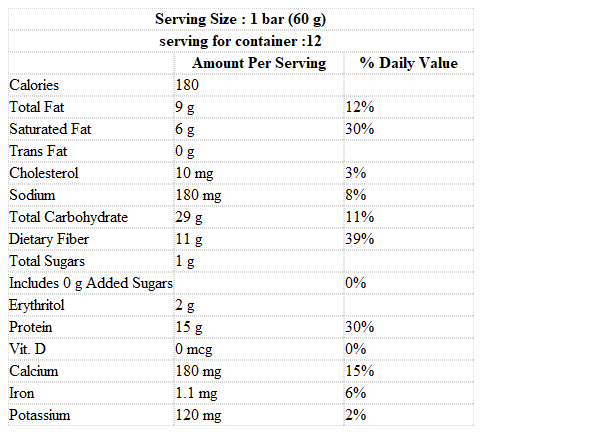 Serving Size : 1 bar (60 g)
serving for container :12
Amount Per Serving % Daily Value
Calories 180
Total Fat 9 g 12%
Saturated Fat 6 g 30%
Trans Fat 0 g
Cholesterol 10 mg 3%
Sodium 180 mg 8%
Total Carbohydrate 29 g 11%
Dietary Fiber 11 g 39%
Total Sugars 1 g
Includes 0 g Added Sugars 0%
Erythritol 2 g
Protein 15 g 30%
Vit. D 0 mcg 0%
Calcium 180 mg 15%
Iron 1.1 mg 6%
Potassium 120 mg 2%